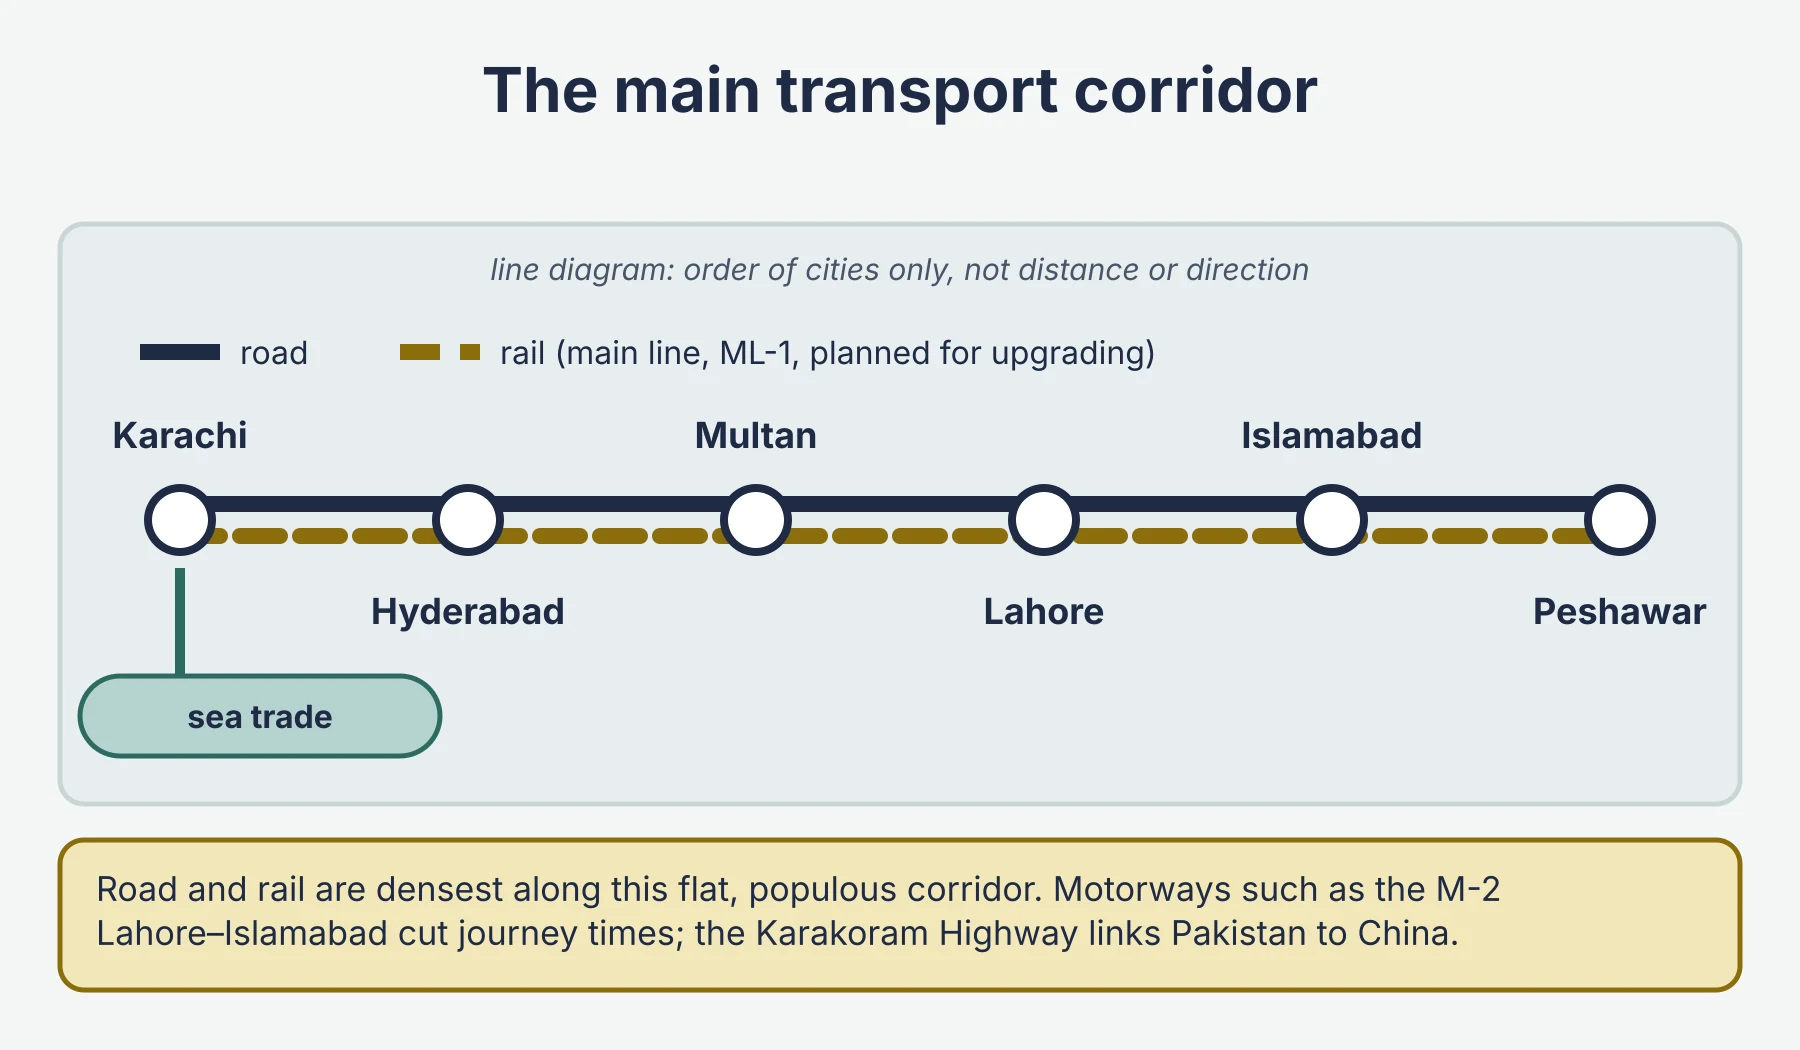 The main transport corridor
line diagram: order of cities only, not distance or direction
road
rail (main line, ML-1, planned for upgrading)
Karachi
Multan
Islamabad
Hyderabad
Lahore
Peshawar
sea trade
Road and rail are densest along this flat, populous corridor. Motorways such as the M-2
Lahore–Islamabad cut journey times; the Karakoram Highway links Pakistan to China.